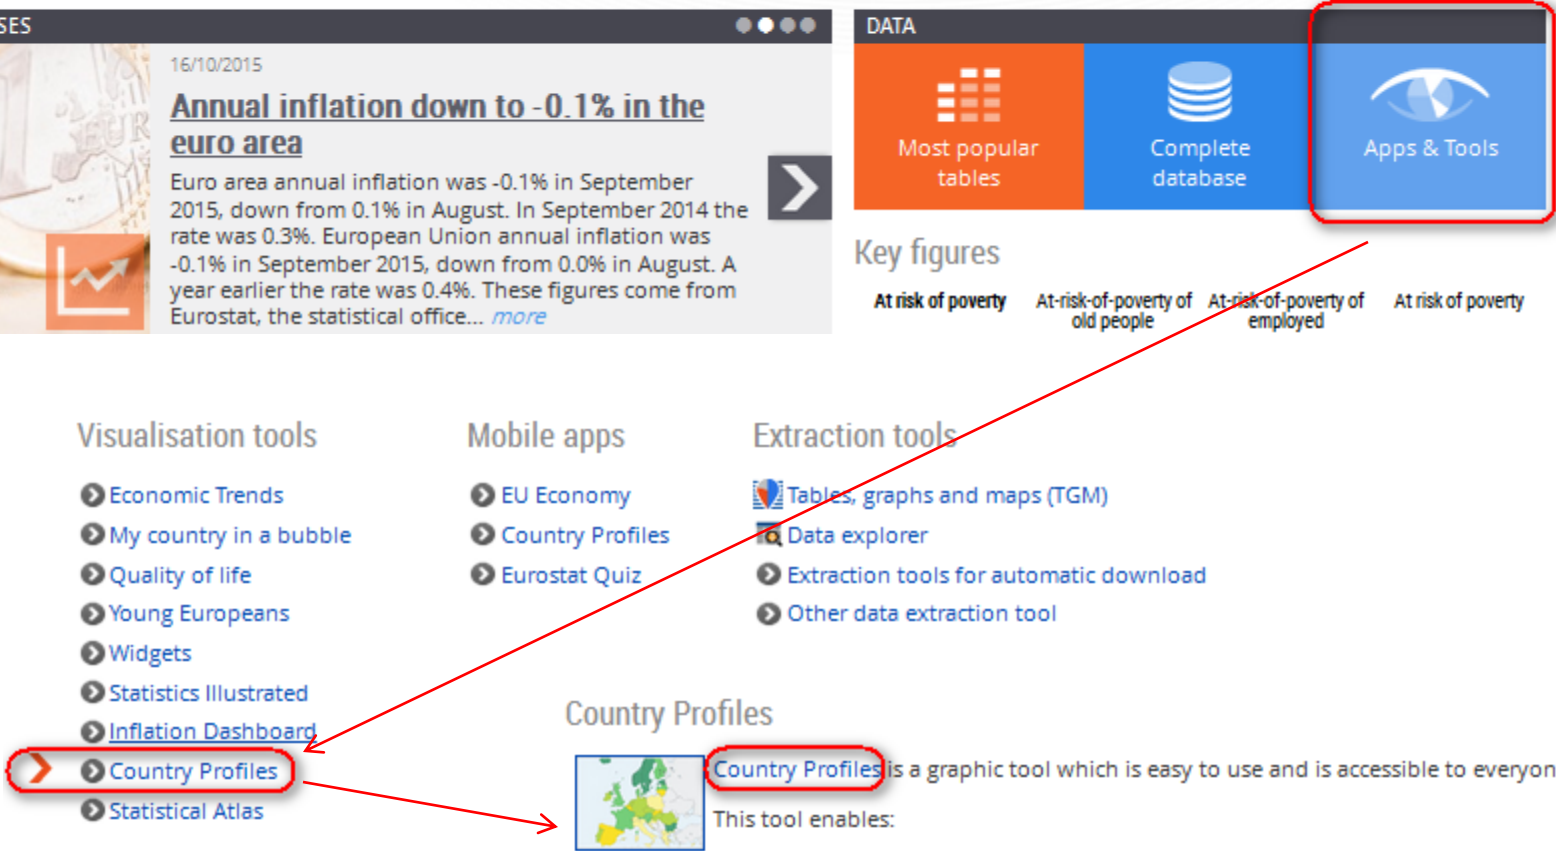 SES
16/10/2015
Annual inflation down to -0.1% in the
euro area
Euro area annual inflation was -0.1% in September
2015, down from 0.1% in August. In September 2014 the
rate was 0.3%. European Union annual inflation was
-0.1% in September 2015, down from 0.0% in August. A
year earlier the rate was 0.4%. These figures come from
Eurostat, the statistical office... more
DATA
Most popular
tables
Complete
database
Apps & Tools
Key figures
At risk of poverty
At-risk-of-poverty of
old people
At-risk-of-poverty of
employed
At risk of poverty
Visualisation tools
Economic Trends
My country in a bubble
Quality of life
Young Europeans
Widgets
Statistics Illustrated
Inflation Dashboard
Country Profiles
Statistical Atlas
Mobile apps
EU Economy
Country Profiles
Eurostat Quiz
Extraction tools
Tables, graphs and maps (TGM)
Data explorer
Extraction tools for automatic download
Other data extraction tool
Country Profiles
Country Profiles is a graphic tool which is easy to use and is accessible to everyon
This tool enables: